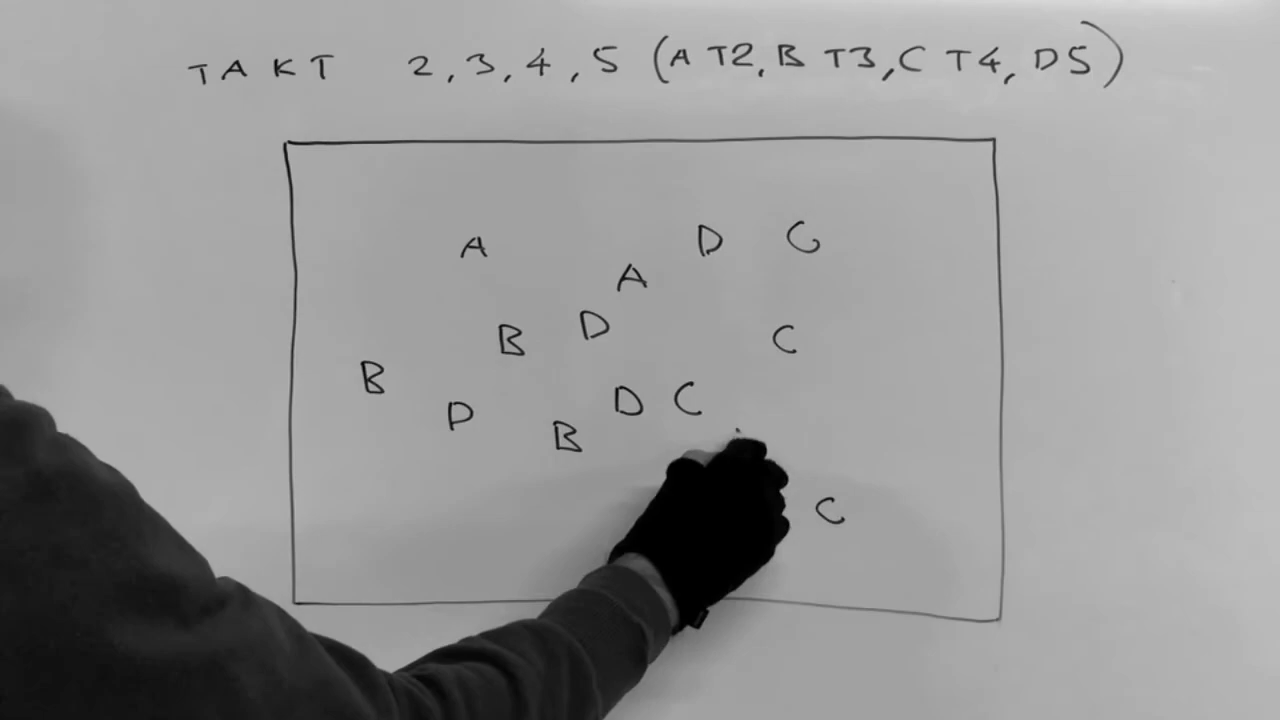 TAKT 2,3,4,5 (A T2, B T3, C T4, D5)
A D C
A
B D C
B D D C
B
C